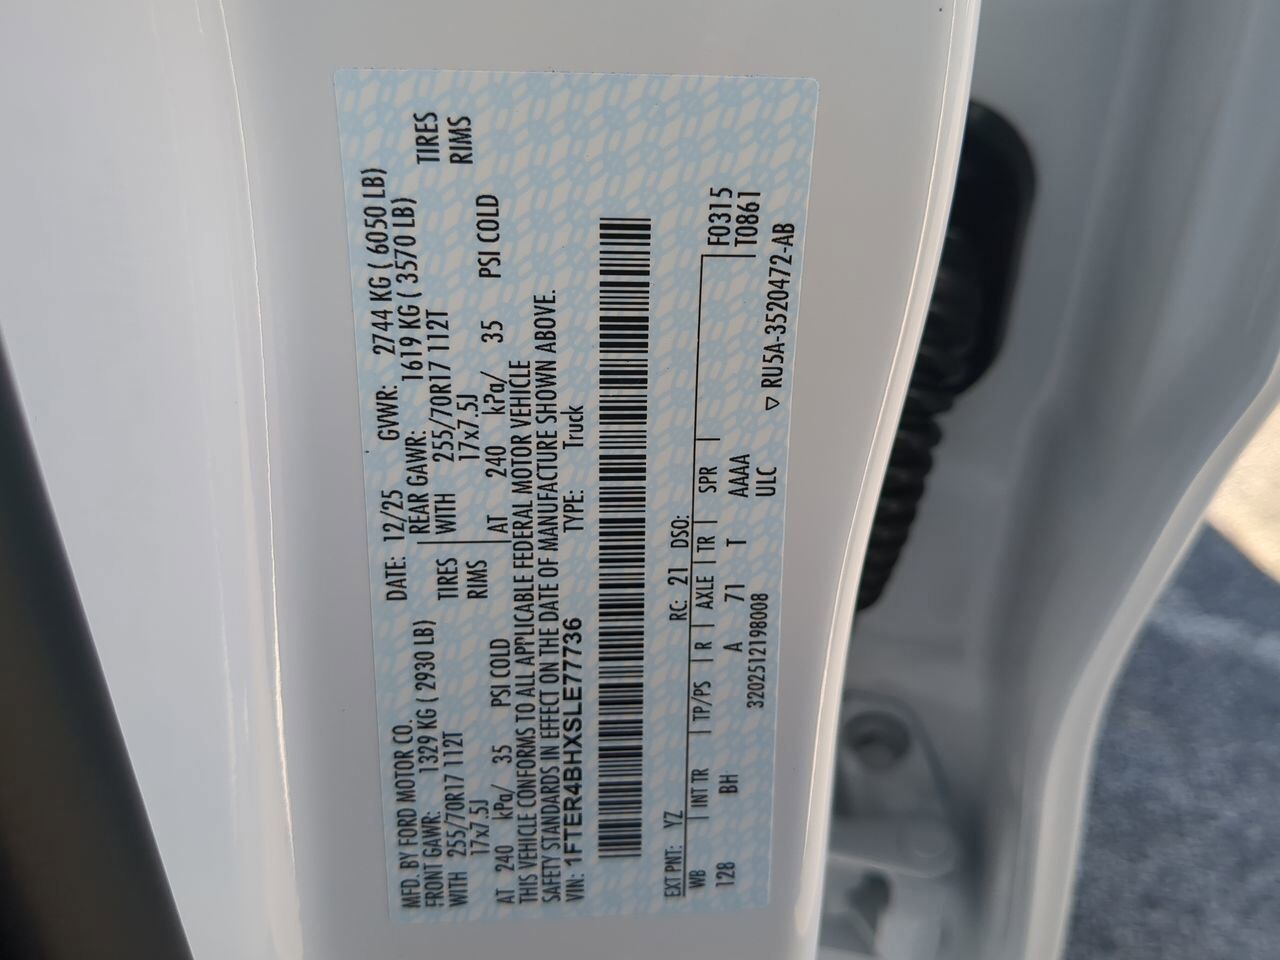 MFD. BY FORD MOTOR CO. DATE: 12/25 GVWR: 2744 KG ( 6050 LB)
FRONT GAWR: 1329 KG ( 2930 LB) REAR GAWR: 1619 KG ( 3570 LB)
WITH 255/70R17 112T TIRES WITH 255/70R17 112T TIRES
17x7.5J RIMS 17x7.5J RIMS
AT 240 kPa/ 35 PSI COLD AT 240 kPa/ 35 PSI COLD
THIS VEHICLE CONFORMS TO ALL APPLICABLE FEDERAL MOTOR VEHICLE
SAFETY STANDARDS IN EFFECT ON THE DATE OF MANUFACTURE SHOWN ABOVE.
VIN: 1FTER4BHXSLE77736 TYPE: Truck
EXT PNT: YZ RC: 21 DSO:
WB INT TR TP/PS R AXLE TR SPR F0315
128 BH A 71 T AAAA T0861
3202512198008 ULC ▽ RU5A-3520472-AB